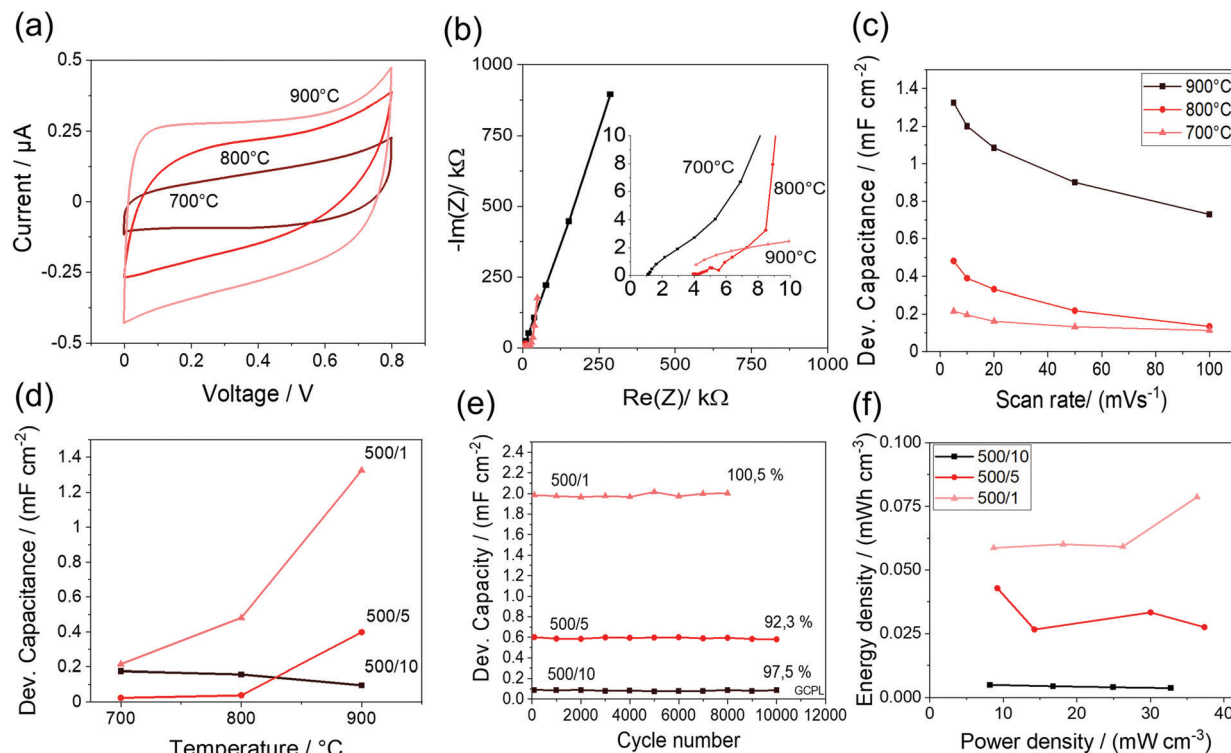 (a)
0.5
0.25
0
-0.25
-0.5
Current / µA
900°C
800°C
700°C
0
0.2
0.4
0.6
0.8
Voltage / V
(b)
1000
750
500
250
0
-Im(Z)/ kΩ
10
8
6
4
2
0
700°C
800°C
900°C
0 2 4 6 8 10
0 250 500 750 1000
Re(Z)/ kΩ
(c)
1.4
1.2
1
0.8
0.6
0.4
0.2
0
Dev. Capacitance / (mF cm-2)
900°C
800°C
700°C
0 20 40 60 80 100
Scan rate/ (mVs-1)
(d)
1.4
1.2
1
0.8
0.6
0.4
0.2
0
Dev. Capacitance / (mF cm-2)
500/1
500/5
500/10
700 800 900
Temperature / °C
(e)
2.4
2.2
2.0
1.8
1.6
1.4
1.2
1.0
0.8
0.6
0.4
0.2
0.0
Dev. Capacity / (mF cm-2)
500/1 100,5 %
500/5 92,3 %
500/10 97,5 %
GCPL
0 2000 4000 6000 8000 10000 12000
Cycle number
(f)
0.100
0.075
0.050
0.025
0.000
Energy density / (mWh cm-3)
500/10
500/5
500/1
0 10 20 30 40
Power density / (mW cm-3)